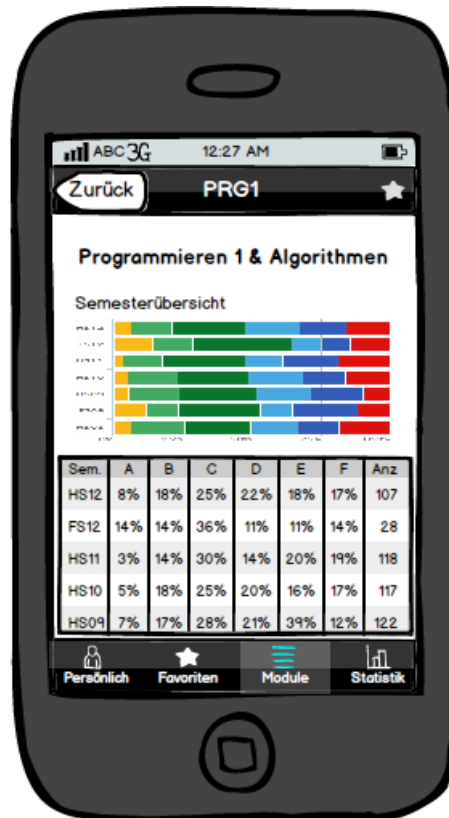 ABC 3G 12:27 AM
Zurück PRG1
Programmieren 1 & Algorithmen
Semesterübersicht
Sem. A B C D E F Anz
HS12 8% 18% 25% 22% 18% 17% 107
FS12 14% 14% 36% 11% 11% 14% 28
HS11 3% 14% 30% 14% 20% 19% 118
HS10 5% 18% 25% 20% 16% 17% 117
HS09 7% 17% 28% 21% 39% 12% 122
Persönlich Favoriten Module Statistik